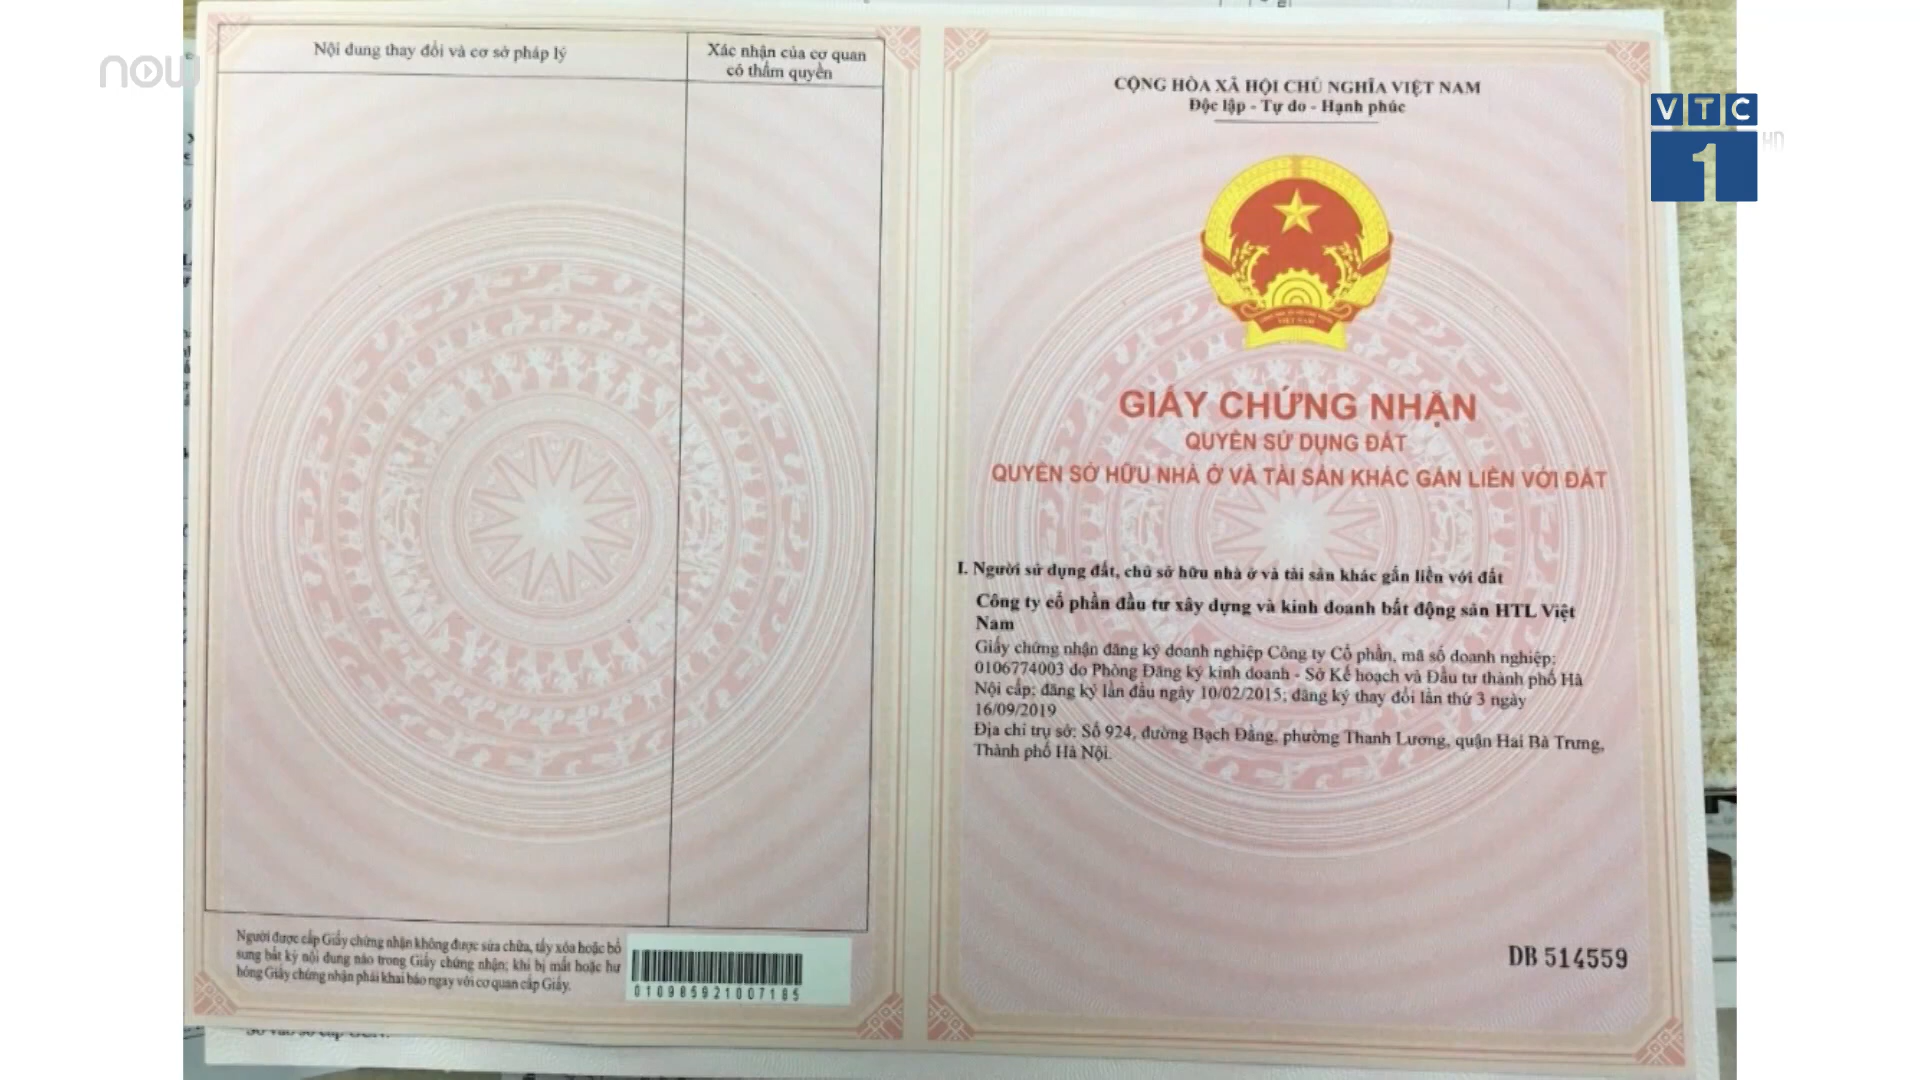 now
Nội dung thay đổi và cơ sở pháp lý
Xác nhận của cơ quan
có thẩm quyền
Người được cấp Giấy chứng nhận không được sửa chữa, tẩy xóa hoặc bổ
sung bất kỳ nội dung nào trong Giấy chứng nhận; khi bị mất hoặc hư
hỏng Giấy chứng nhận phải khai báo ngay với cơ quan cấp Giấy.
010985921007185
CỘNG HÒA XÃ HỘI CHỦ NGHĨA VIỆT NAM
Độc lập - Tự do - Hạnh phúc
VTC
1
HD
GIẤY CHỨNG NHẬN
QUYỀN SỬ DỤNG ĐẤT
QUYỀN SỞ HỮU NHÀ Ở VÀ TÀI SẢN KHÁC GẮN LIỀN VỚI ĐẤT
I. Người sử dụng đất, chủ sở hữu nhà ở và tài sản khác gắn liền với đất
Công ty cổ phần đầu tư xây dựng và kinh doanh bất động sản HTL Việt
Nam
Giấy chứng nhận đăng ký doanh nghiệp Công ty Cổ phần, mã số doanh nghiệp:
0106774003 do Phòng Đăng ký kinh doanh - Sở Kế hoạch và Đầu tư thành phố Hà
Nội cấp; đăng ký lần đầu ngày 10/02/2015; đăng ký thay đổi lần thứ 3 ngày
16/09/2019
Địa chỉ trụ sở: Số 924, đường Bạch Đằng, phường Thanh Lương, quận Hai Bà Trưng,
Thành phố Hà Nội.
DB 514559